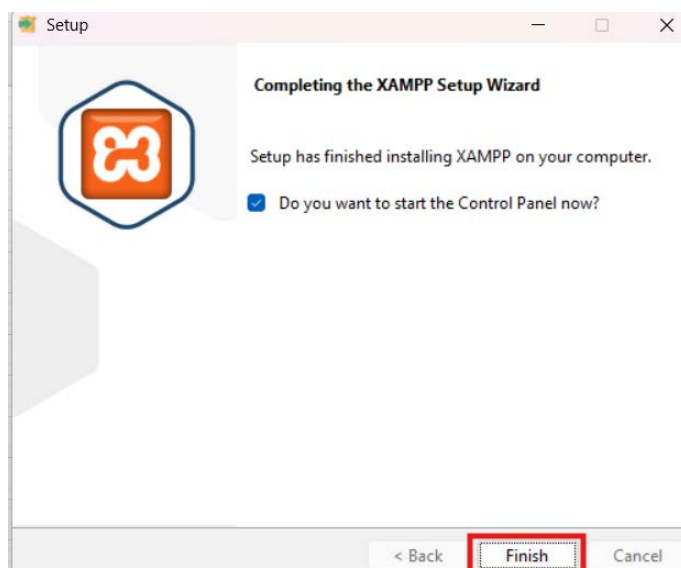 Setup
Completing the XAMPP Setup Wizard
Setup has finished installing XAMPP on your computer.
Do you want to start the Control Panel now?
< Back Finish Cancel